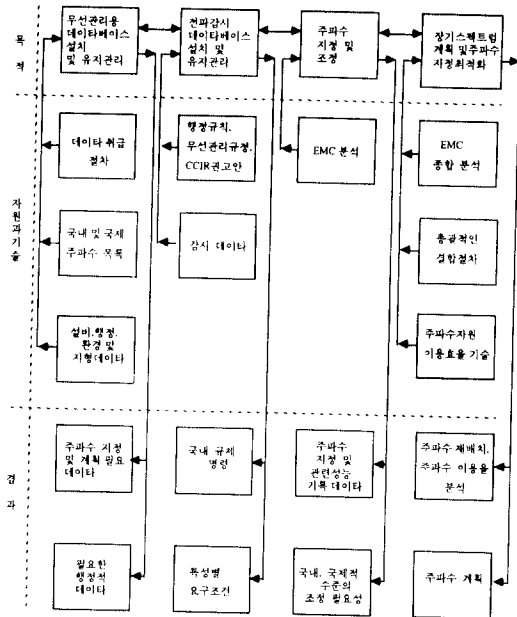 목
적
무선관리용
데이타베이스
설치
및 유지관리
전파감시
데이타베이스
설치 및
유지관리
주파수
지정 및
조정
장기스펙트럼
계획 및주파수
지정최적화
자
원
과
기
술
데이타 취급
절차
행정규칙,
무선관리규정,
CCIR권고안
EMC 분석
EMC
종합 분석
국내 및 국제
주파수 목록
감시 데이타
총괄적인
결합절차
설비,행정,
환경 및
지형데이타
주파수자원
이용효율 기술
결
과
주파수 지정
및 계획 필요
데이타
국내 규제
명령
주파수
지정 및
관련성능
기록 데이타
주파수 재배치,
주파수 이용율
분석
필요한
행정적
데이타
특성별
요구조건
국내, 국제적
수준의
조정 필요성
주파수 계획